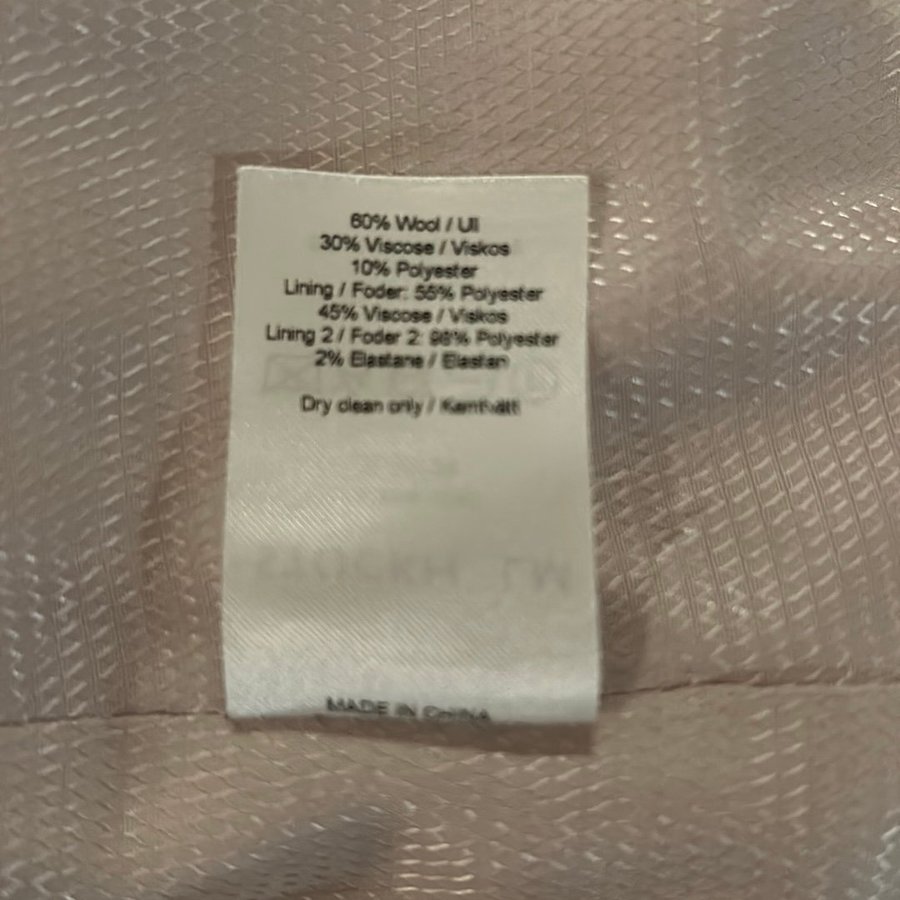 60% Wool / Ull
30% Viscose / Viskos
10% Polyester
Lining / Foder: 55% Polyester
45% Viscose / Viskos
Lining 2 / Foder 2: 98% Polyester
2% Elastane / Elastan
Dry clean only / Kemtvätt
MADE IN CHINA